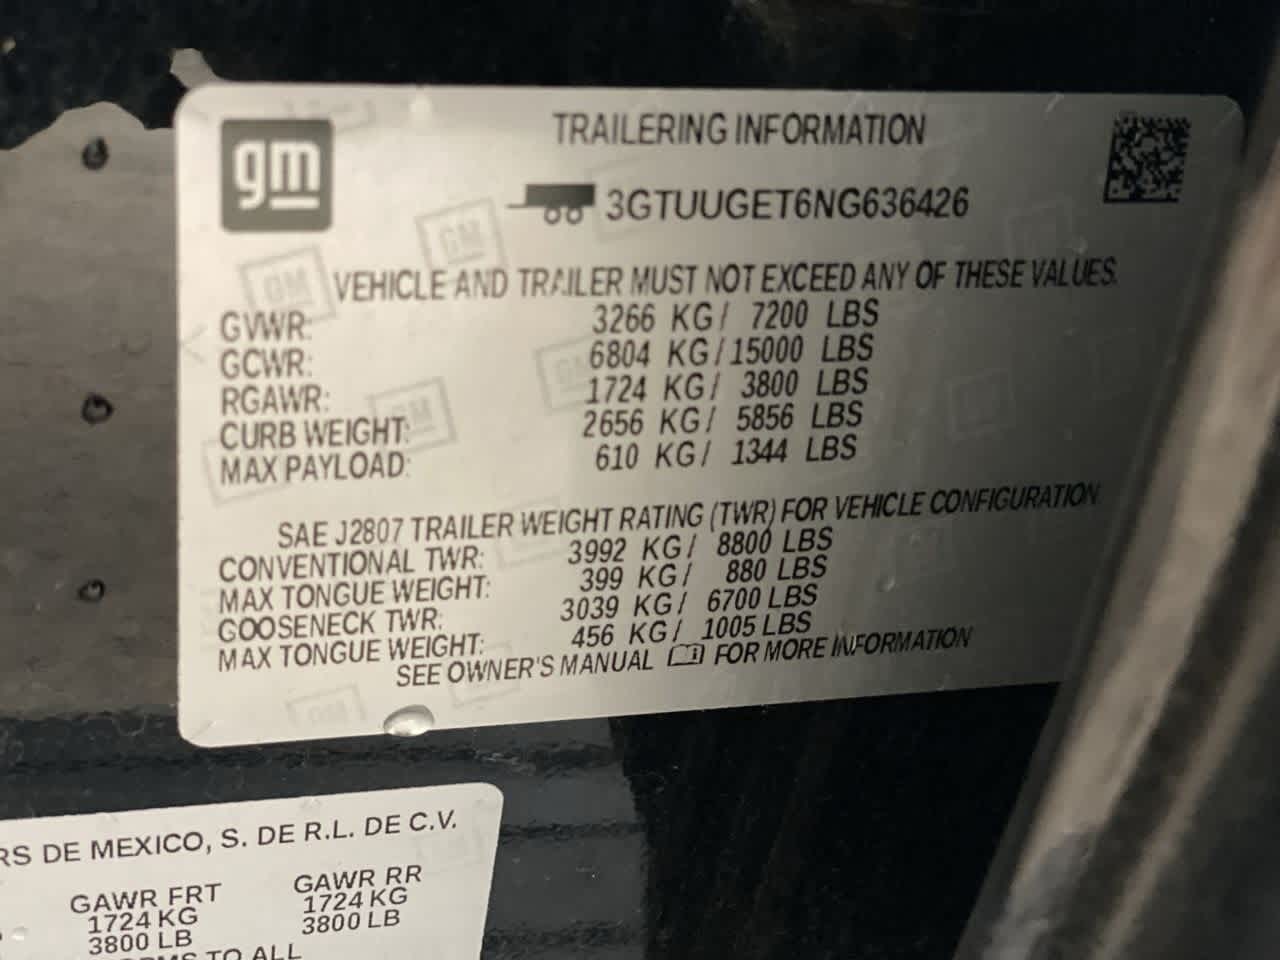 gm
TRAILERING INFORMATION
3GTUUGET6NG636426
VEHICLE AND TRAILER MUST NOT EXCEED ANY OF THESE VALUES.
GVWR: 3266 KG/ 7200 LBS
GCWR: 6804 KG/15000 LBS
RGAWR: 1724 KG/ 3800 LBS
CURB WEIGHT: 2656 KG/ 5856 LBS
MAX PAYLOAD: 610 KG/ 1344 LBS
SAE J2807 TRAILER WEIGHT RATING (TWR) FOR VEHICLE CONFIGURATION
CONVENTIONAL TWR: 3992 KG/ 8800 LBS
MAX TONGUE WEIGHT: 399 KG/ 880 LBS
GOOSENECK TWR: 3039 KG/ 6700 LBS
MAX TONGUE WEIGHT: 456 KG/ 1005 LBS
SEE OWNER'S MANUAL FOR MORE INFORMATION
RS DE MEXICO, S. DE R.L. DE C.V.
GAWR FRT GAWR RR
1724 KG 1724 KG
3800 LB 3800 LB
TO ALL